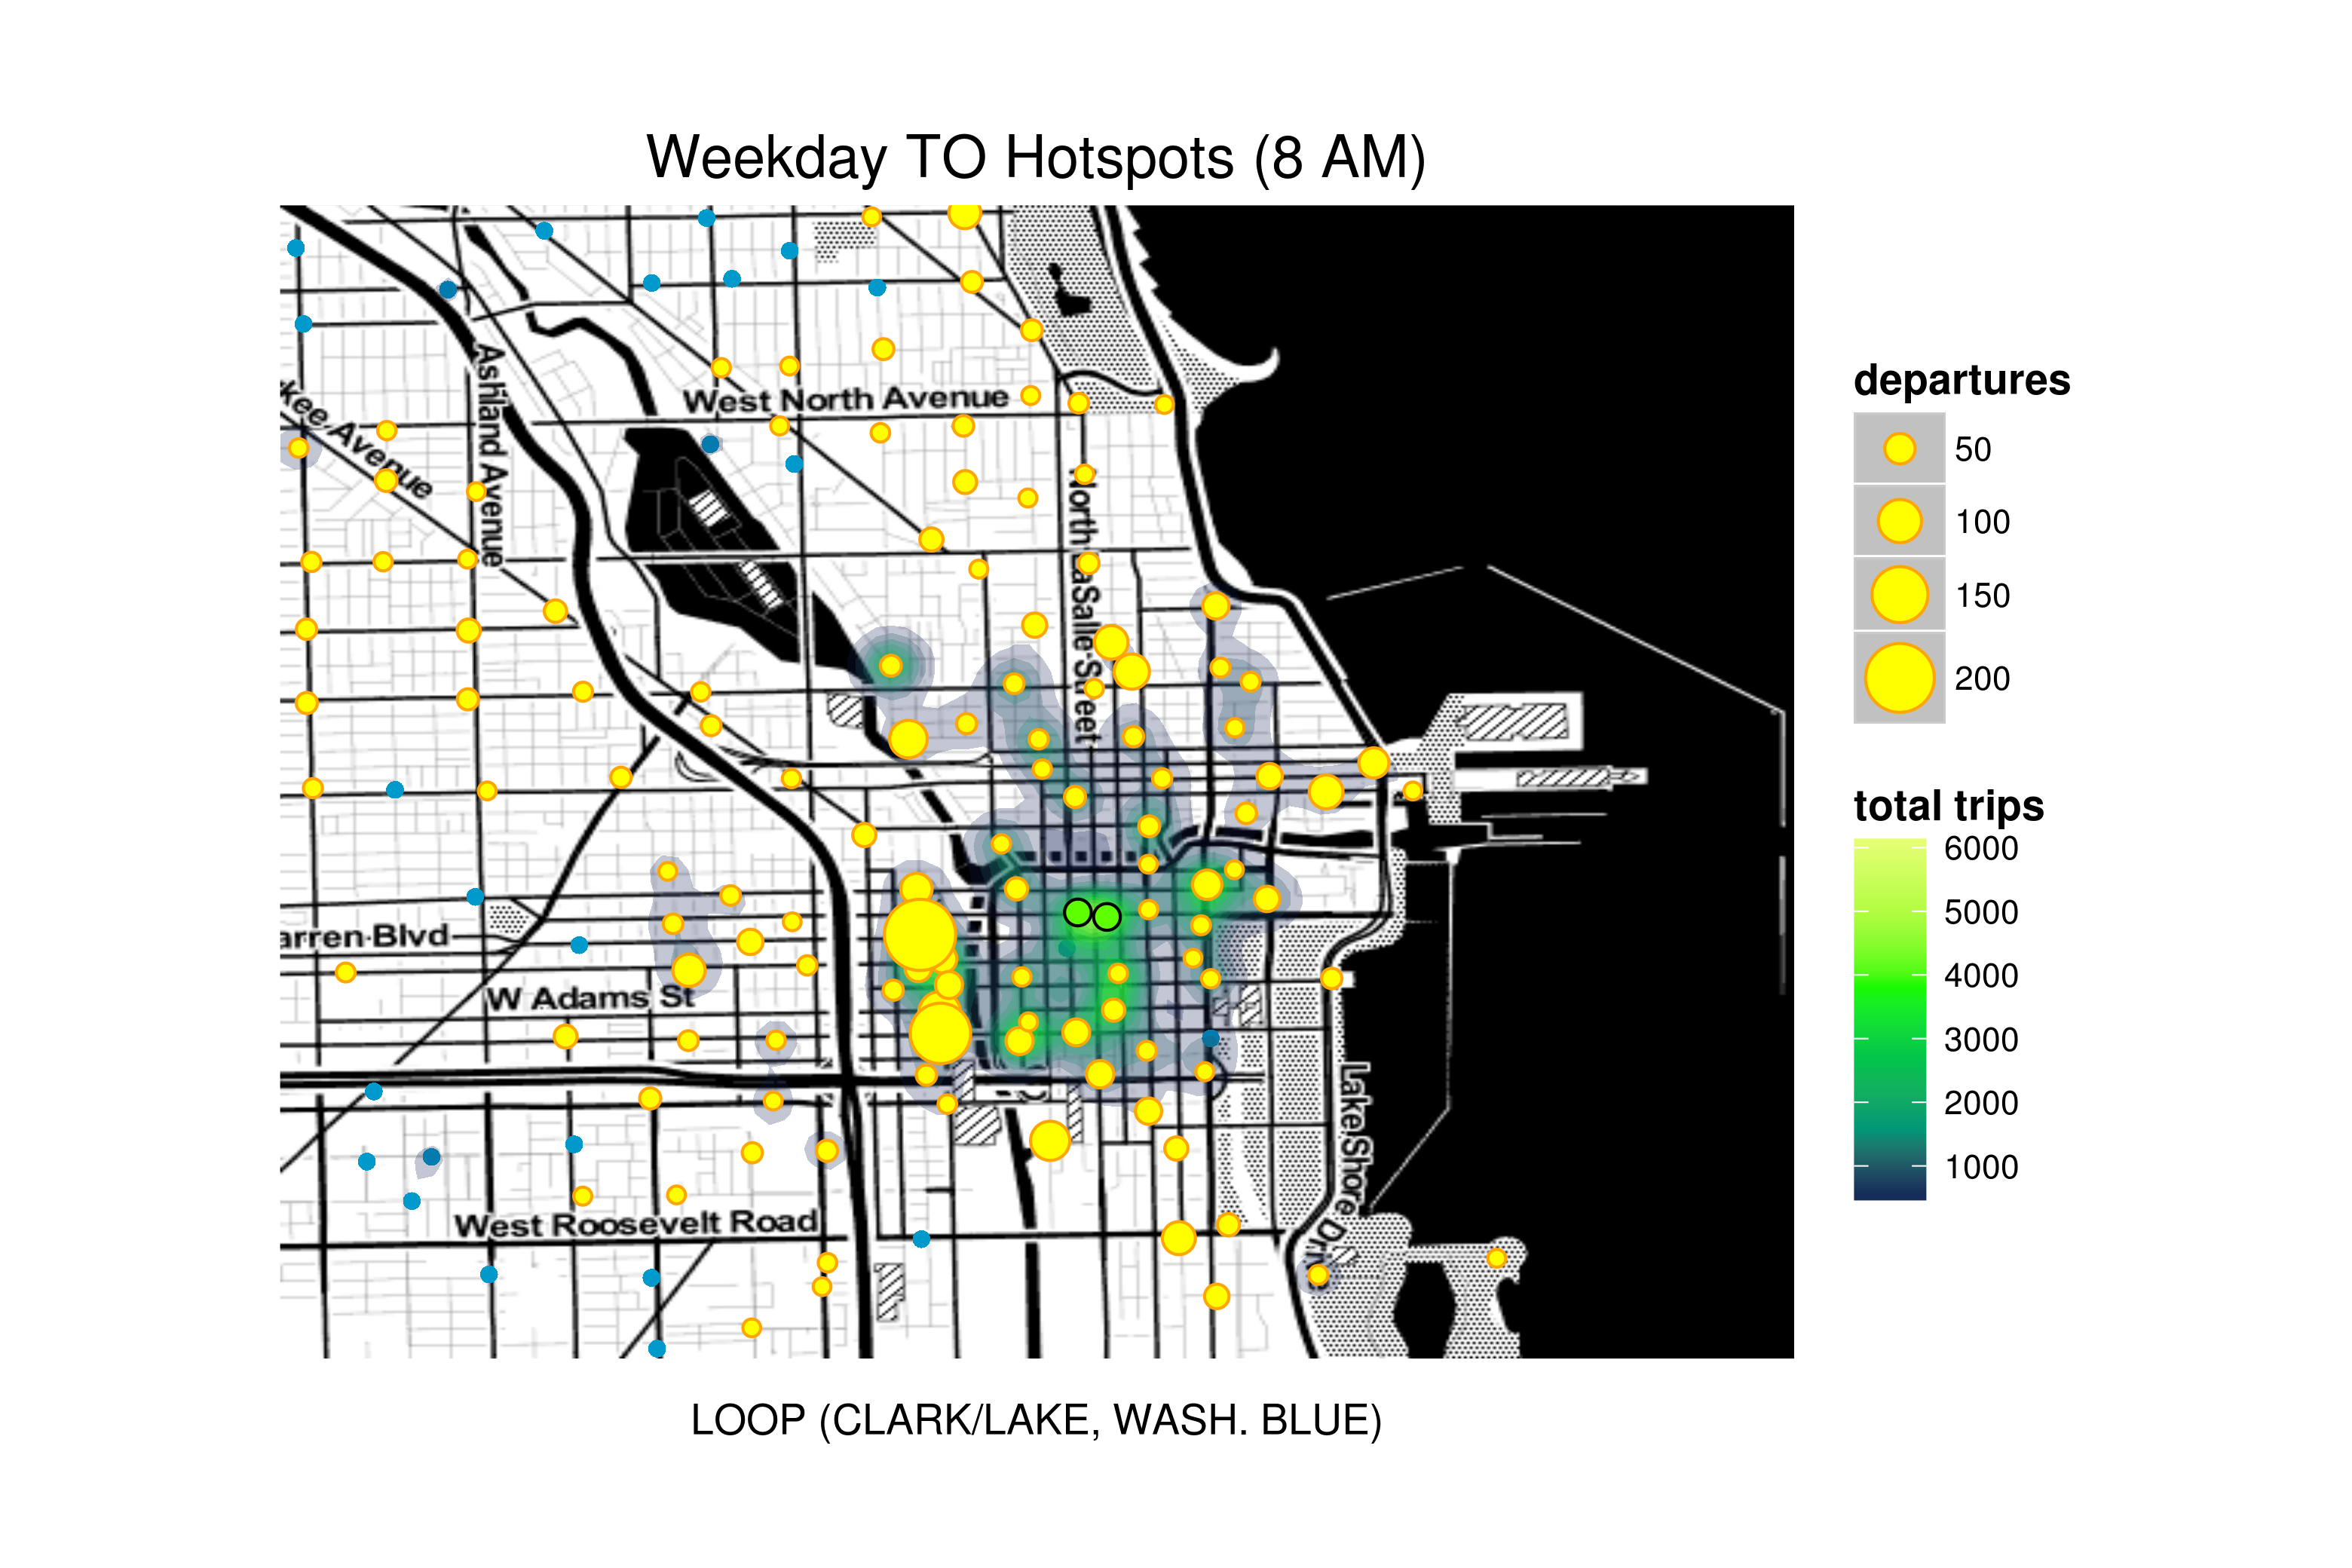 Weekday TO Hotspots (8 AM)
kee Avenue
Ashland Avenue
West North Avenue
North LaSalle Street
arren Blvd
W Adams St
West Roosevelt Road
Lake Shore Driv
departures
50
100
150
200
total trips
6000
5000
4000
3000
2000
1000
LOOP (CLARK/LAKE, WASH. BLUE)